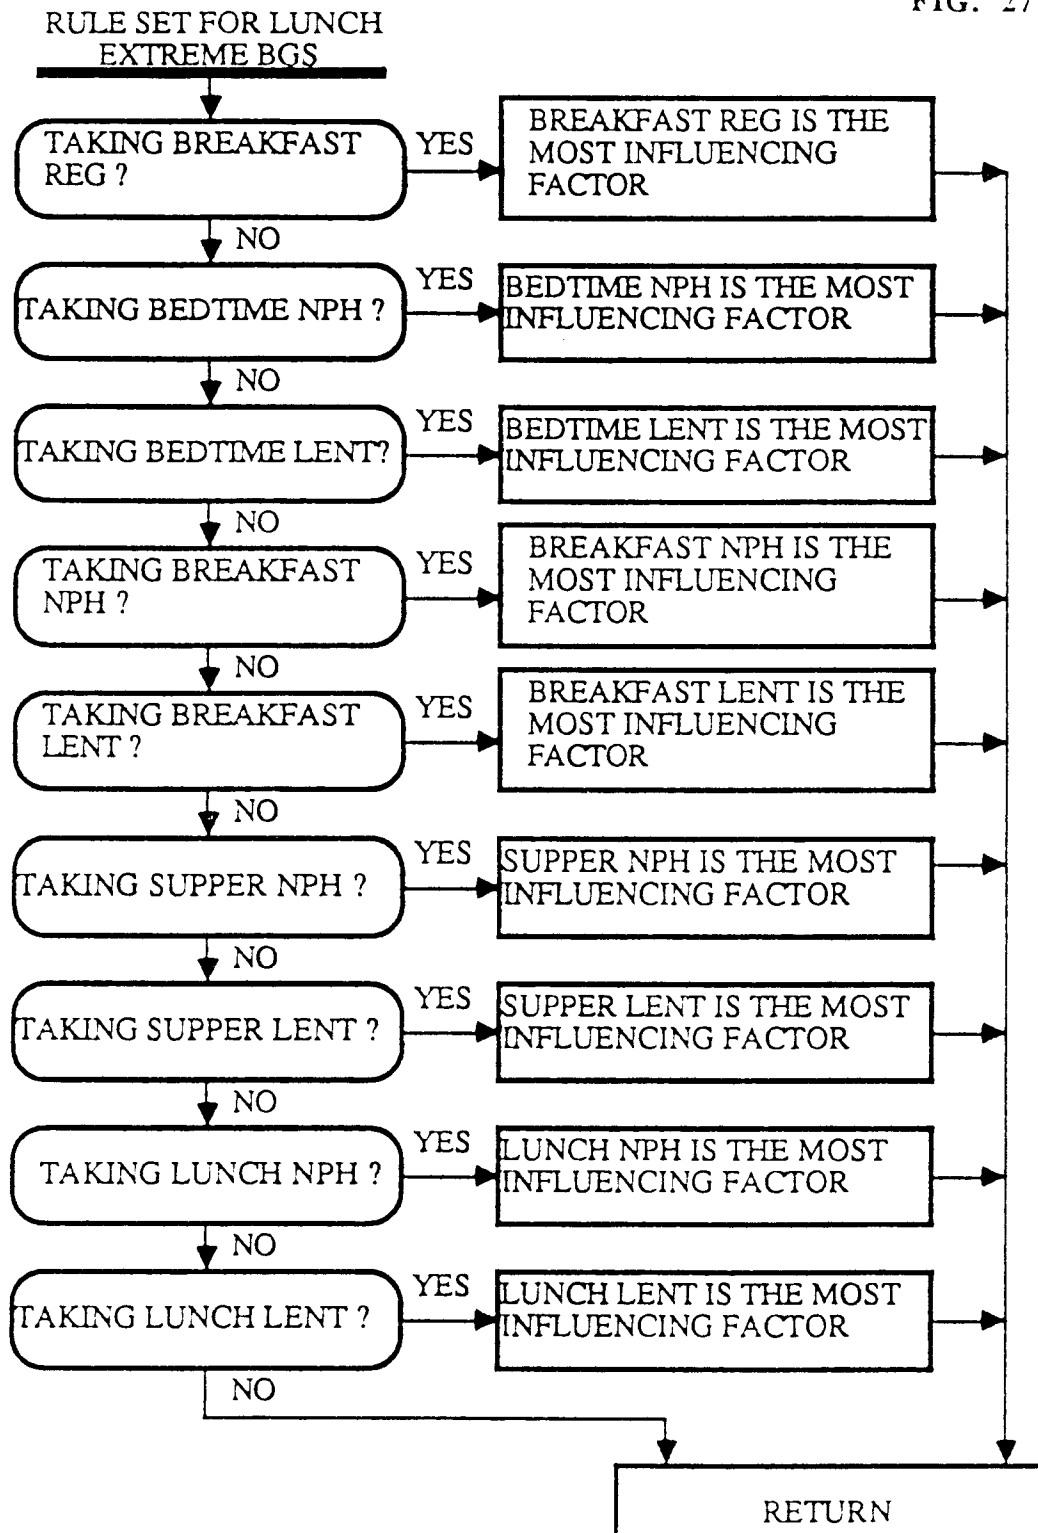 FIG. 27
RULE SET FOR LUNCH
EXTREME BGS
TAKING BREAKFAST
REG ?
YES
BREAKFAST REG IS THE
MOST INFLUENCING
FACTOR
NO
TAKING BEDTIME NPH ?
YES
BEDTIME NPH IS THE MOST
INFLUENCING FACTOR
NO
TAKING BEDTIME LENT?
YES
BEDTIME LENT IS THE MOST
INFLUENCING FACTOR
NO
TAKING BREAKFAST
NPH ?
YES
BREAKFAST NPH IS THE
MOST INFLUENCING
FACTOR
NO
TAKING BREAKFAST
LENT ?
YES
BREAKFAST LENT IS THE
MOST INFLUENCING
FACTOR
NO
TAKING SUPPER NPH ?
YES
SUPPER NPH IS THE MOST
INFLUENCING FACTOR
NO
TAKING SUPPER LENT ?
YES
SUPPER LENT IS THE MOST
INFLUENCING FACTOR
NO
TAKING LUNCH NPH ?
YES
LUNCH NPH IS THE MOST
INFLUENCING FACTOR
NO
TAKING LUNCH LENT ?
YES
LUNCH LENT IS THE MOST
INFLUENCING FACTOR
NO
RETURN